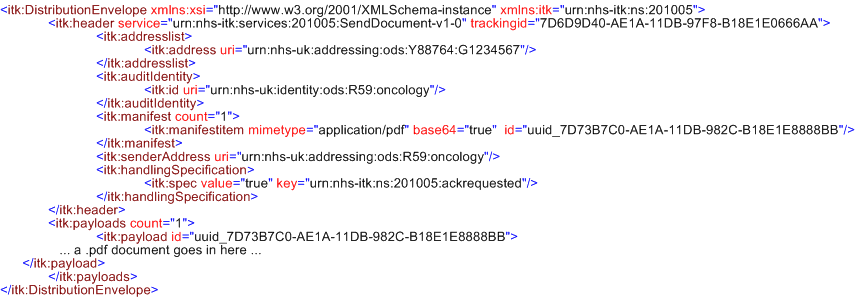 <itk:DistributionEnvelope xmlns:xsi="http://www.w3.org/2001/XMLSchema-instance" xmlns:itk="urn:nhs-itk:ns:201005">
<itk:header service="urn:nhs-itk:services:201005:SendDocument-v1-0" trackingid="7D6D9D40-AE1A-11DB-97F8-B18E1E0666AA">
<itk:addresslist>
<itk:address uri="urn:nhs-uk:addressing:ods:Y88764:G1234567"/>
</itk:addresslist>
<itk:auditIdentity>
<itk:id uri="urn:nhs-uk:identity:ods:R59:oncology"/>
</itk:auditIdentity>
<itk:manifest count="1">
<itk:manifestitem mimetype="application/pdf" base64="true" id="uuid_7D73B7C0-AE1A-11DB-982C-B18E1E8888BB"/>
</itk:manifest>
<itk:senderAddress uri="urn:nhs-uk:addressing:ods:R59:oncology"/>
<itk:handlingSpecification>
<itk:spec value="true" key="urn:nhs-itk:ns:201005:ackrequested"/>
</itk:handlingSpecification>
</itk:header>
<itk:payloads count="1">
<itk:payload id="uuid_7D73B7C0-AE1A-11DB-982C-B18E1E8888BB">
... a .pdf document goes in here ...
</itk:payload>
</itk:payloads>
</itk:DistributionEnvelope>